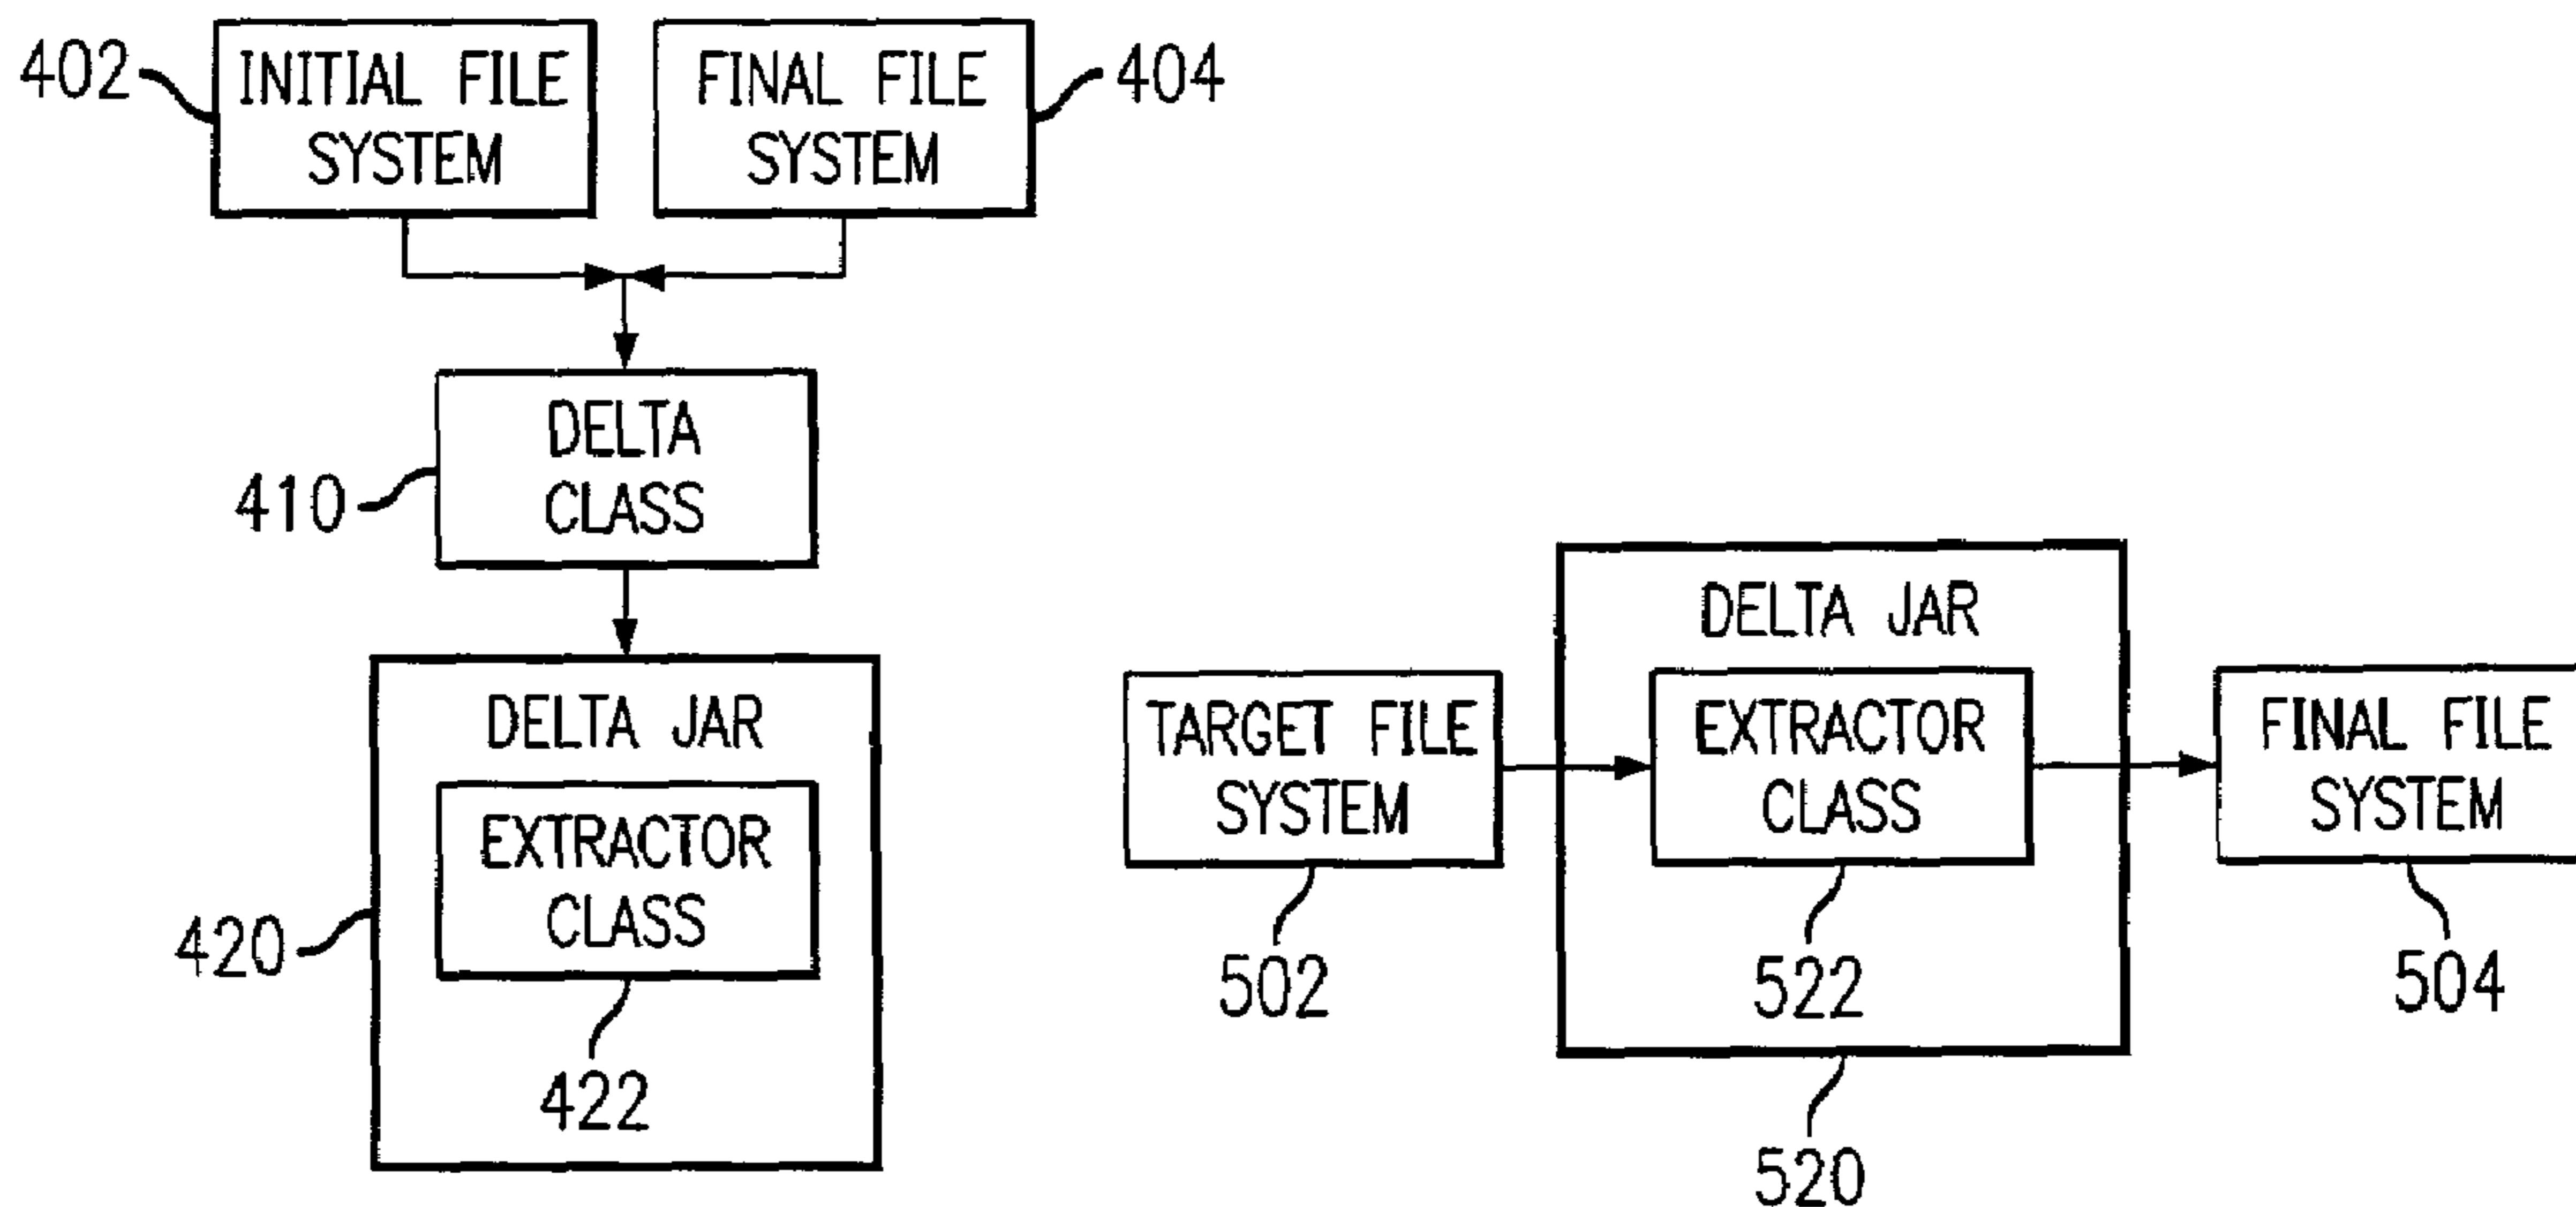 402
INITIAL FILE
SYSTEM
FINAL FILE
SYSTEM
404
DELTA
CLASS
410
DELTA JAR
EXTRACTOR
CLASS
420
422
DELTA JAR
TARGET FILE
SYSTEM
EXTRACTOR
CLASS
FINAL FILE
SYSTEM
502
522
504
520